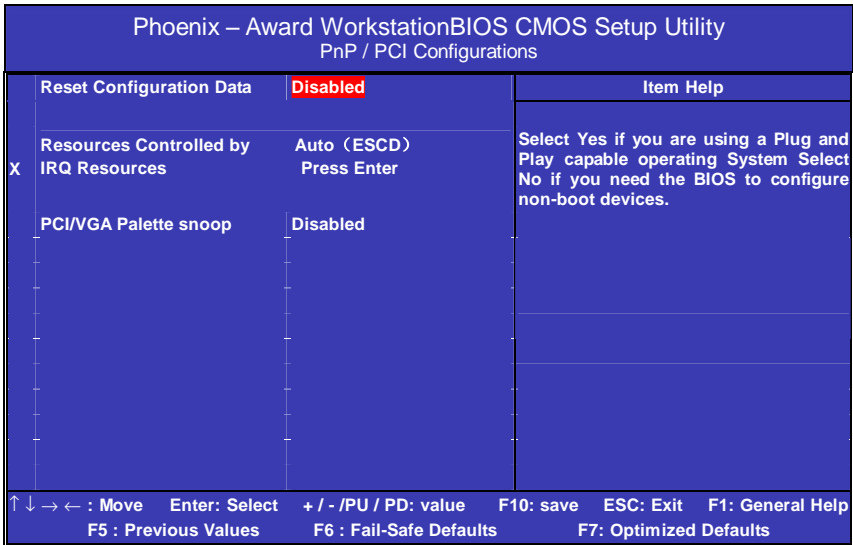 Phoenix – Award WorkstationBIOS CMOS Setup Utility
PnP / PCI Configurations
Reset Configuration Data Disabled Item Help
Resources Controlled by Auto（ESCD）
X IRQ Resources Press Enter
PCI/VGA Palette snoop Disabled
Select Yes if you are using a Plug and
Play capable operating System Select
No if you need the BIOS to configure
non-boot devices.
↑↓→← : Move Enter: Select + / - /PU / PD: value F10: save ESC: Exit F1: General Help
F5 : Previous Values F6 : Fail-Safe Defaults F7: Optimized Defaults